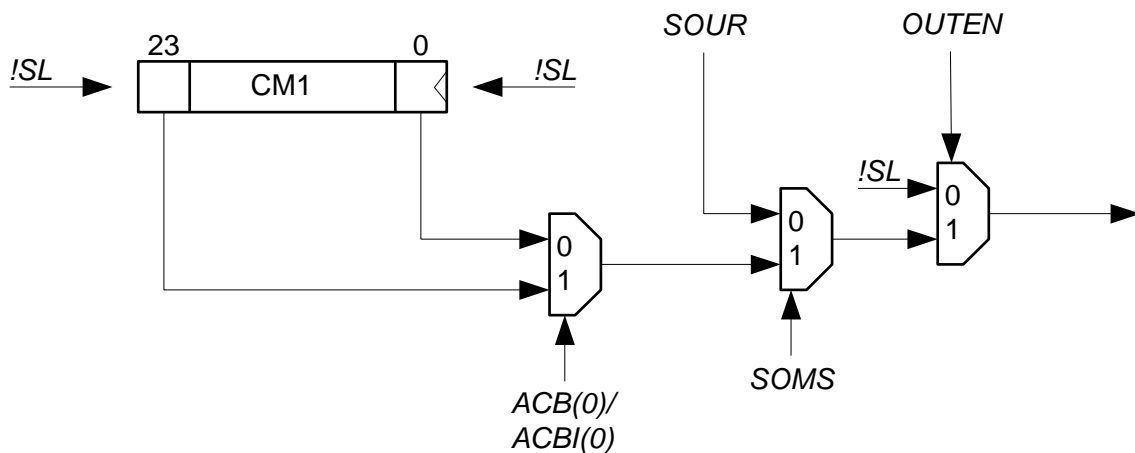 SOUR OUTEN
23 0
!SL CM1 !SL
!SL
0
1
0
1
0
1
SOMS
ACB(0)/
ACBI(0)